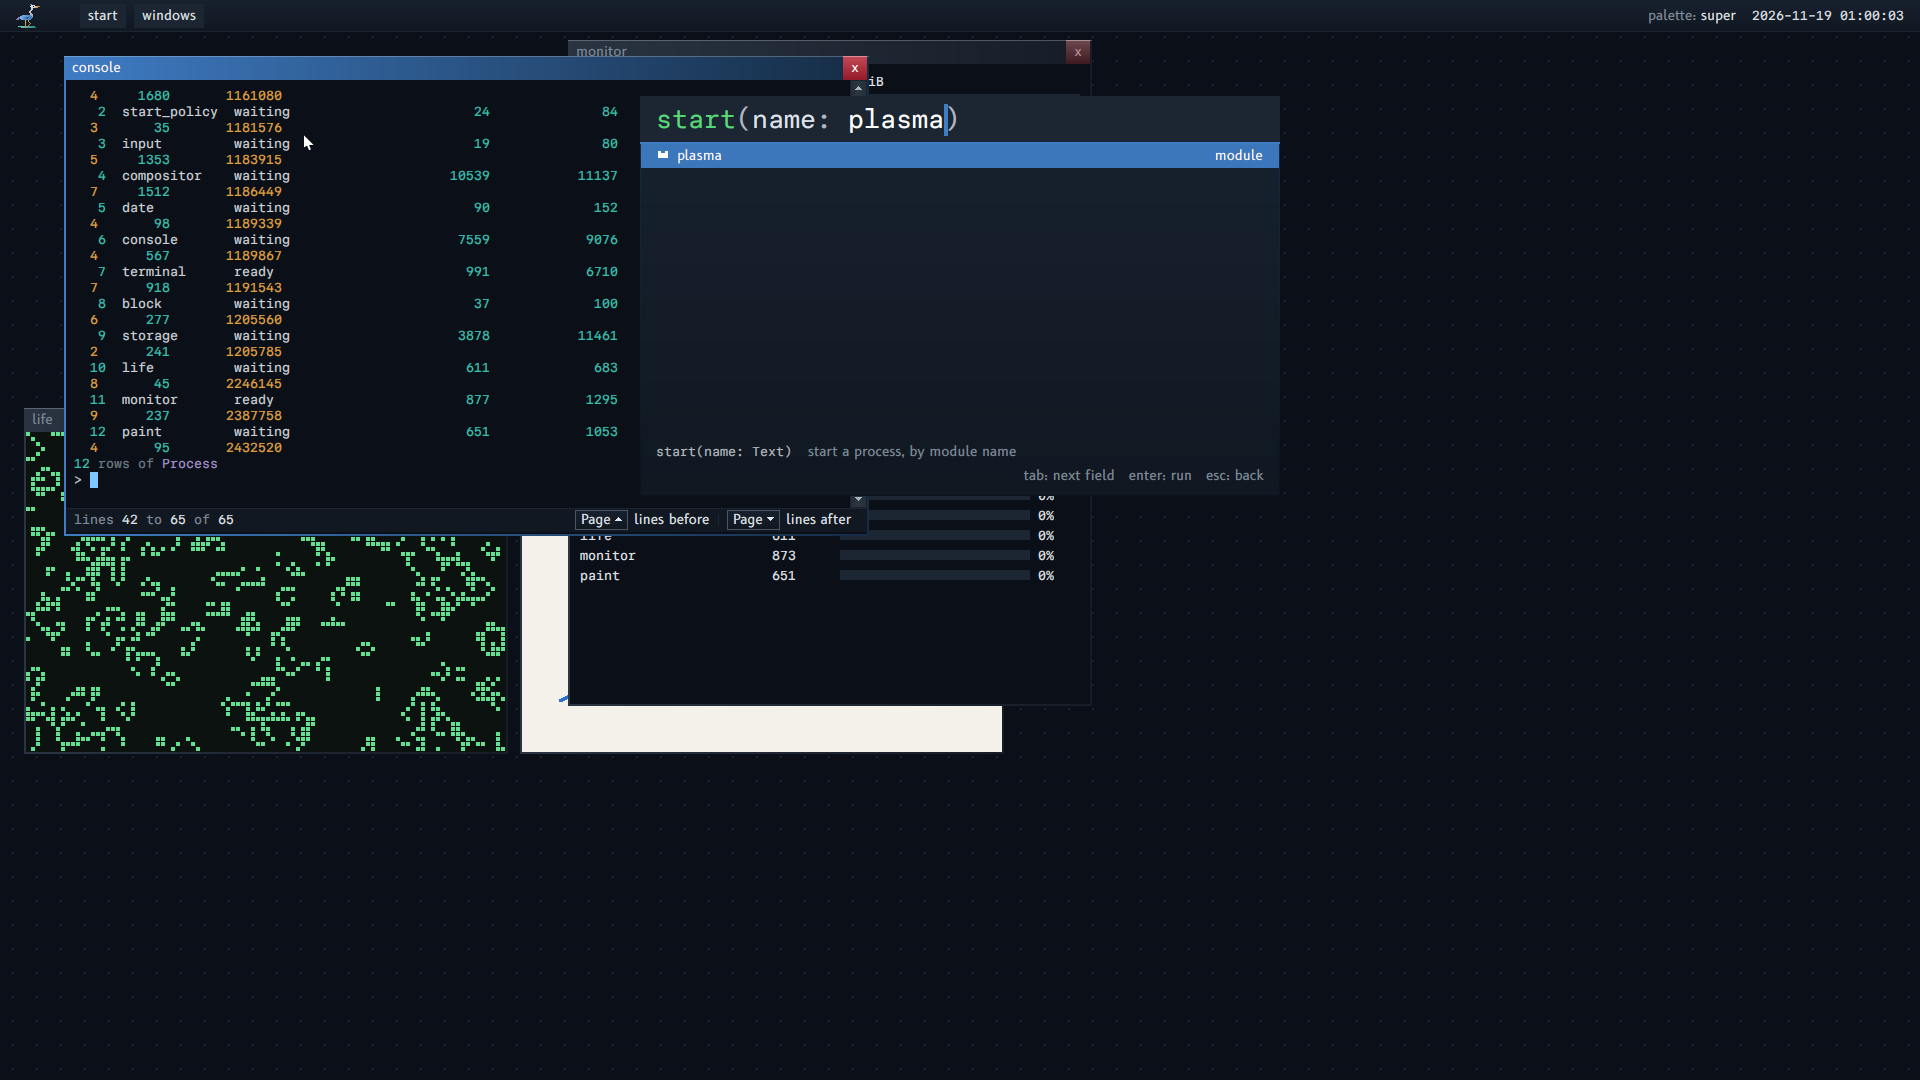 start windows palette: super 2026-11-19 01:00:03
monitor x
console x
iB
4 1680 1161080
2 start_policy waiting 24 84
3 35 1181576
3 input waiting 19 80
5 1353 1183915
4 compositor waiting 10539 11137
7 1512 1186449
5 date waiting 90 152
4 98 1189339
6 console waiting 7559 9076
4 567 1189867
7 terminal ready 991 6710
7 918 1191543
8 block waiting 37 100
6 277 1205560
9 storage waiting 3878 11461
2 241 1205785
10 life waiting 611 683
8 45 2246145
11 monitor ready 877 1295
9 237 2387758
12 paint waiting 651 1053
4 95 2432520
12 rows of Process
>
lines 42 to 65 of 65 Page lines before Page lines after
start(name: plasma)
plasma module
start(name: Text) start a process, by module name
tab: next field enter: run esc: back
life
0%
0%
life 611 0%
monitor 873 0%
paint 651 0%